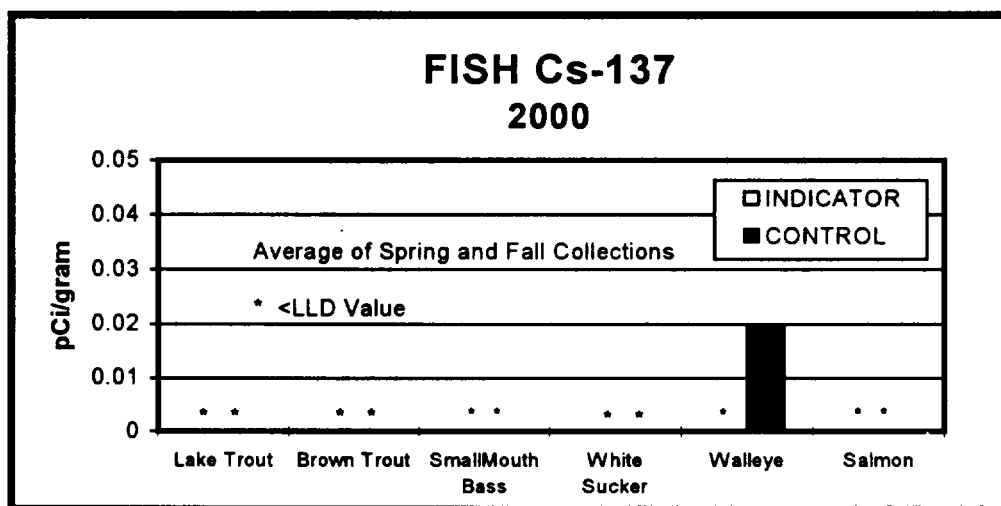 FISH Cs-137
2000
pCi/gram
0.05
0.04
0.03
0.02
0.01
0
INDICATOR
CONTROL
Average of Spring and Fall Collections
* <LLD Value
* * * * * * * * * * *
Lake Trout Brown Trout SmallMouth White Walleye Salmon
Bass Sucker